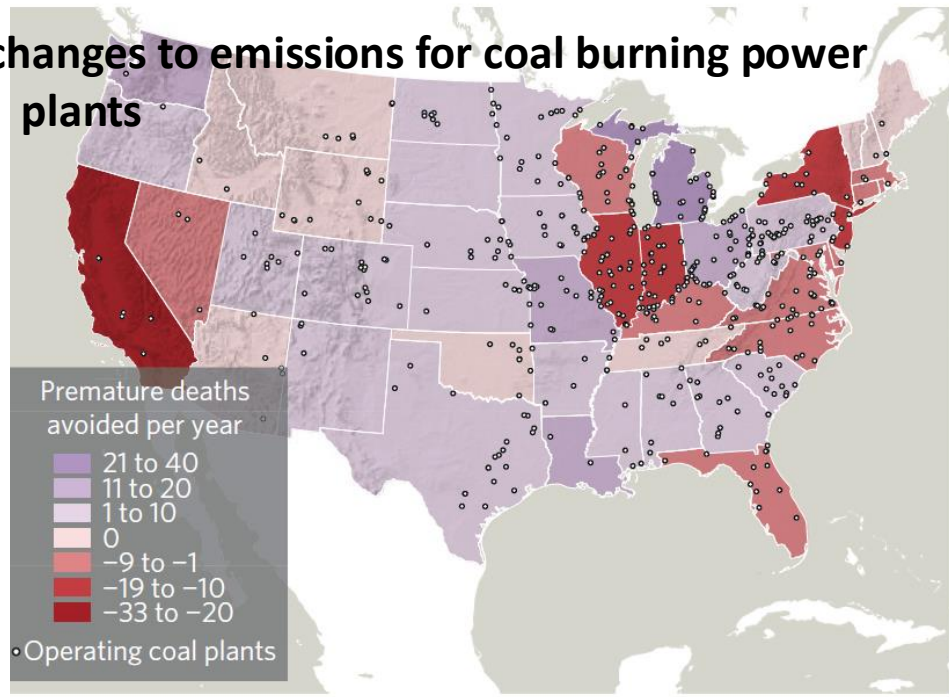 changes to emissions for coal burning power
plants
Premature deaths
avoided per year
21 to 40
11 to 20
1 to 10
0
−9 to −1
−19 to −10
−33 to −20
Operating coal plants